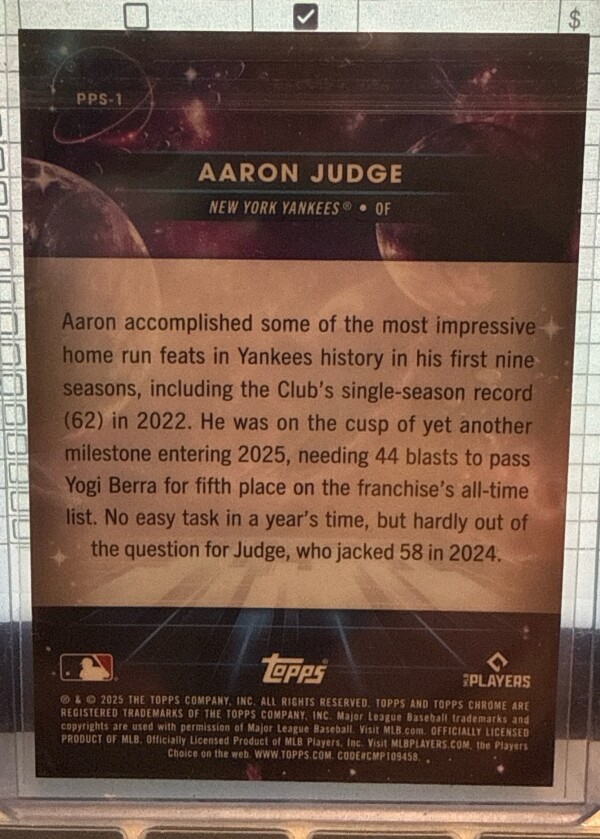 $
PPS-1
AARON JUDGE
NEW YORK YANKEES® • OF
Aaron accomplished some of the most impressive
home run feats in Yankees history in his first nine
seasons, including the Club's single-season record
(62) in 2022. He was on the cusp of yet another
milestone entering 2025, needing 44 blasts to pass
Yogi Berra for fifth place on the franchise's all-time
list. No easy task in a year's time, but hardly out of
the question for Judge, who jacked 58 in 2024.
topps®
MLB PLAYERS
® & © 2025 THE TOPPS COMPANY, INC. ALL RIGHTS RESERVED. TOPPS AND TOPPS CHROME ARE
REGISTERED TRADEMARKS OF THE TOPPS COMPANY, INC. Major League Baseball trademarks and
copyrights are used with permission of Major League Baseball. Visit MLB.com. OFFICIALLY LICENSED
PRODUCT OF MLB. Officially Licensed Product of MLB Players, Inc. Visit MLBPLAYERS.COM, the Players
Choice on the web. WWW.TOPPS.COM. CODE#CMP109458.